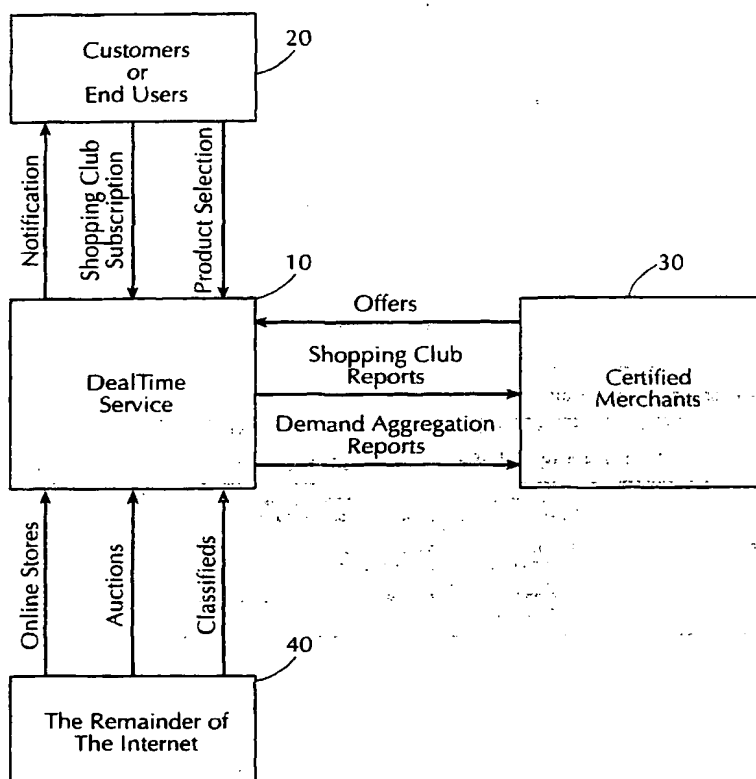 20
Customers
or
End Users
Notification
Shopping Club
Subscription
Product Selection
10
30
DealTime
Service
Offers
Shopping Club
Reports
Demand Aggregation
Reports
Certified
Merchants
Online Stores
Auctions
Classifieds
40
The Remainder of
The Internet